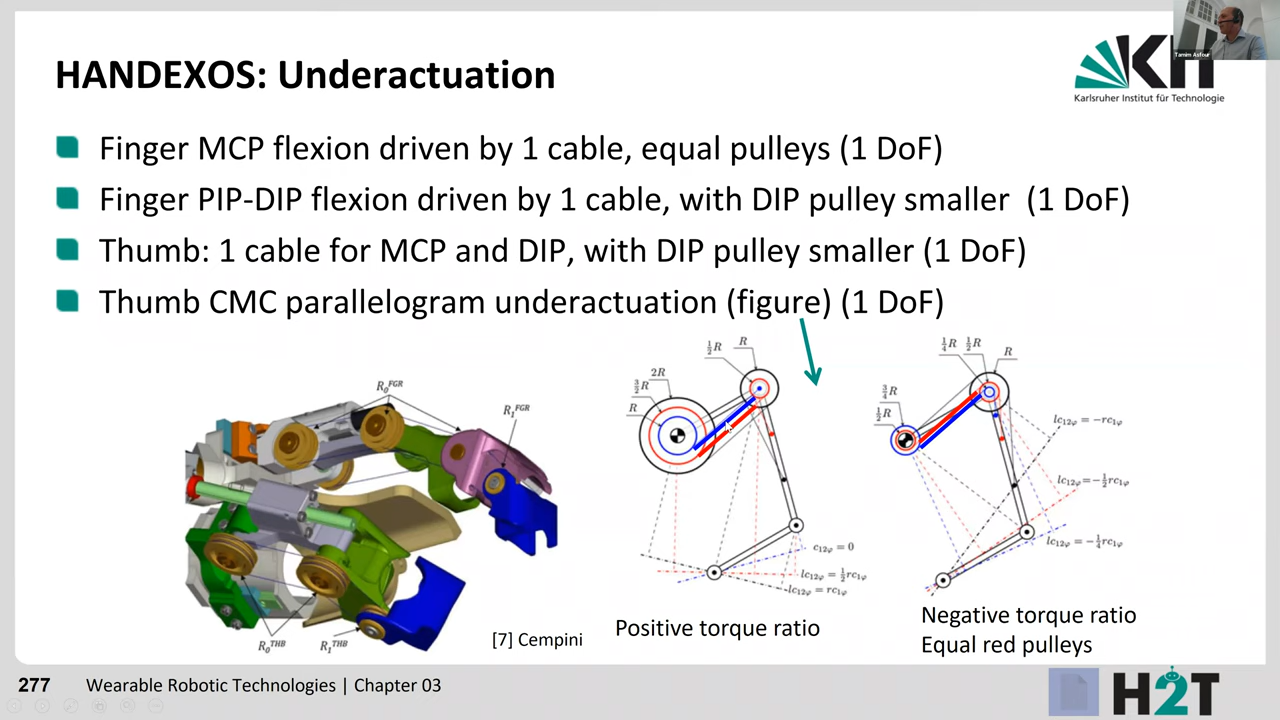 HANDEXOS: Underactuation
Tamim Asfour
KIT
Karlsruher Institut für Technologie
Finger MCP flexion driven by 1 cable, equal pulleys (1 DoF)
Finger PIP-DIP flexion driven by 1 cable, with DIP pulley smaller (1 DoF)
Thumb: 1 cable for MCP and DIP, with DIP pulley smaller (1 DoF)
Thumb CMC parallelogram underactuation (figure) (1 DoF)
R₀ᶠᴳᴿ
R₁ᶠᴳᴿ
R₀ᵀᴴᴮ
R₁ᵀᴴᴮ
[7] Cempini
½R R
2R
3/2R
R
c₁₂φ = 0
lc₁₂φ = ½rc₁φ
lc₁₂φ = rc₁φ
Positive torque ratio
¼R ½R R
¾R
½R
lc₁₂φ = −rc₁φ
lc₁₂φ = −½rc₁φ
lc₁₂φ = −¼rc₁φ
Negative torque ratio
Equal red pulleys
277 Wearable Robotic Technologies | Chapter 03
H2T